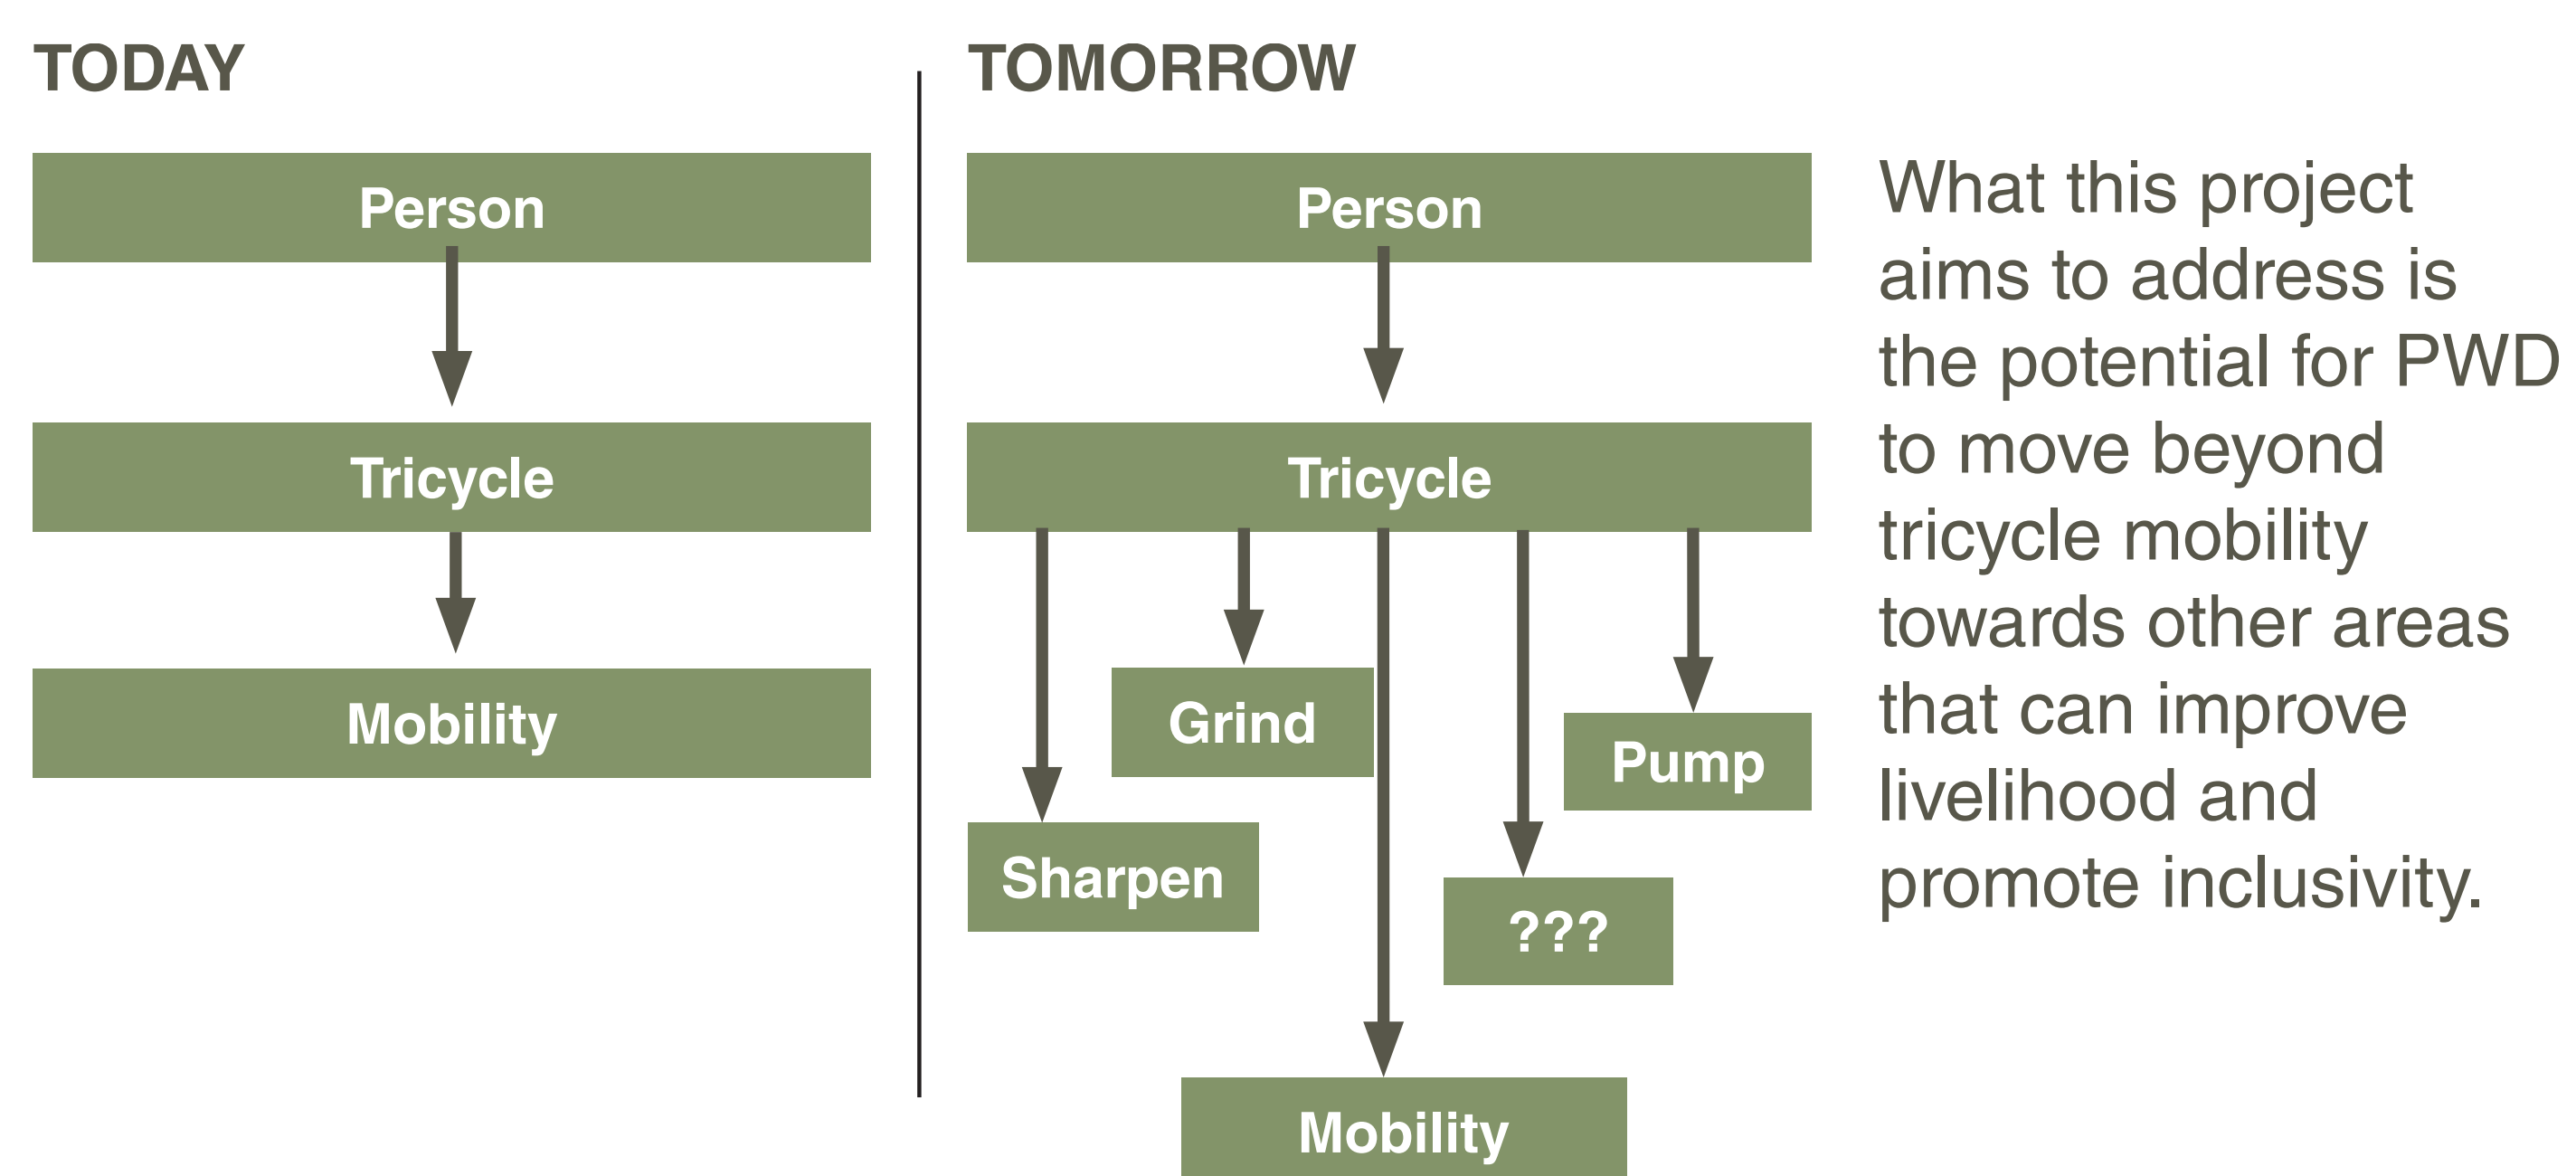 TODAY
Person
Tricycle
Mobility
TOMORROW
Person
Tricycle
Grind
Pump
Sharpen
???
Mobility
What this project
aims to address is
the potential for PWD
to move beyond
tricycle mobility
towards other areas
that can improve
livelihood and
promote inclusivity.